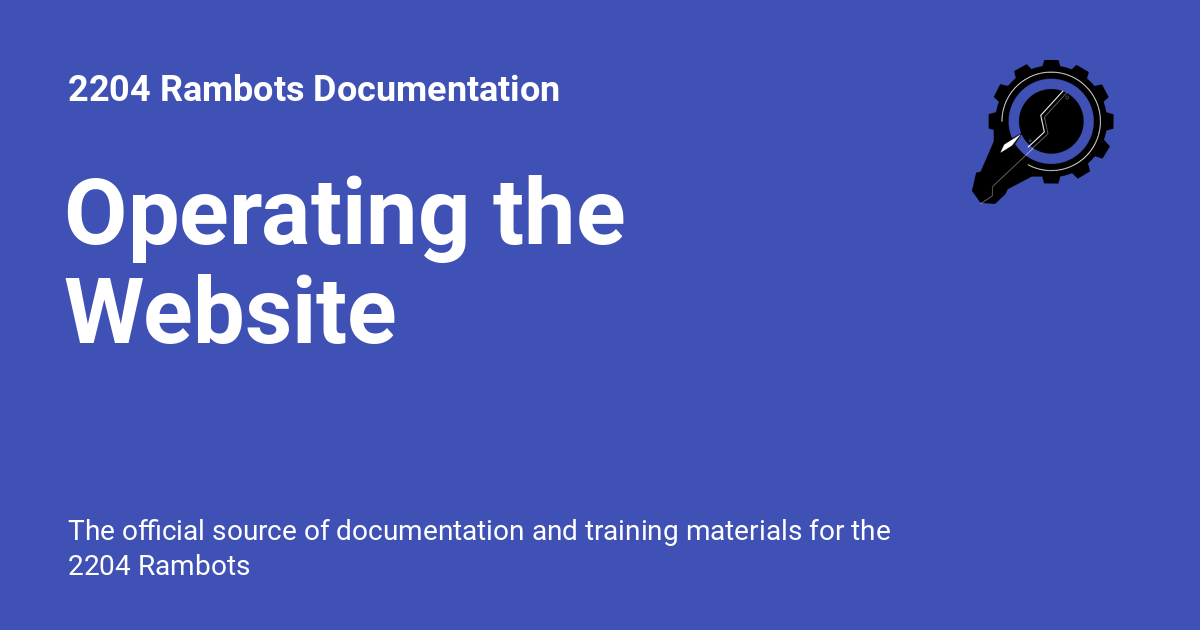 2204 Rambots Documentation
Operating the
Website
The official source of documentation and training materials for the
2204 Rambots